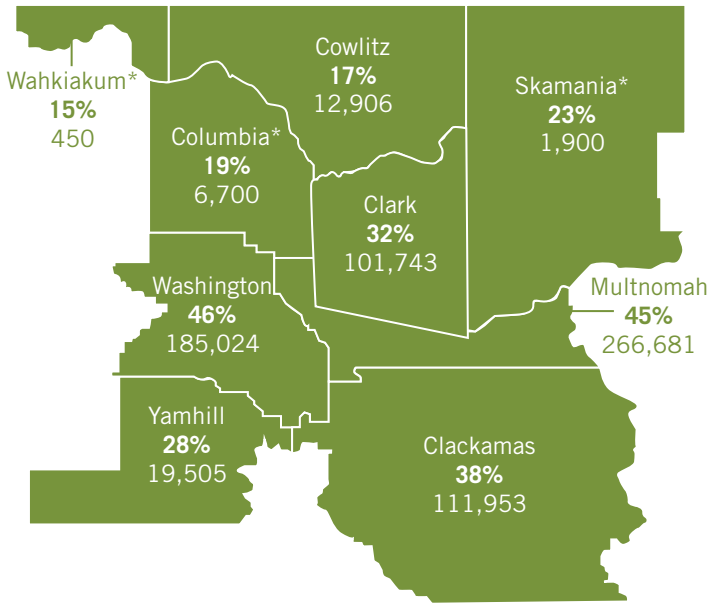 Wahkiakum*
15%
450
Cowlitz
17%
12,906
Skamania*
23%
1,900
Columbia*
19%
6,700
Clark
32%
101,743
Washington
46%
185,024
Multnomah
45%
266,681
Yamhill
28%
19,505
Clackamas
38%
111,953